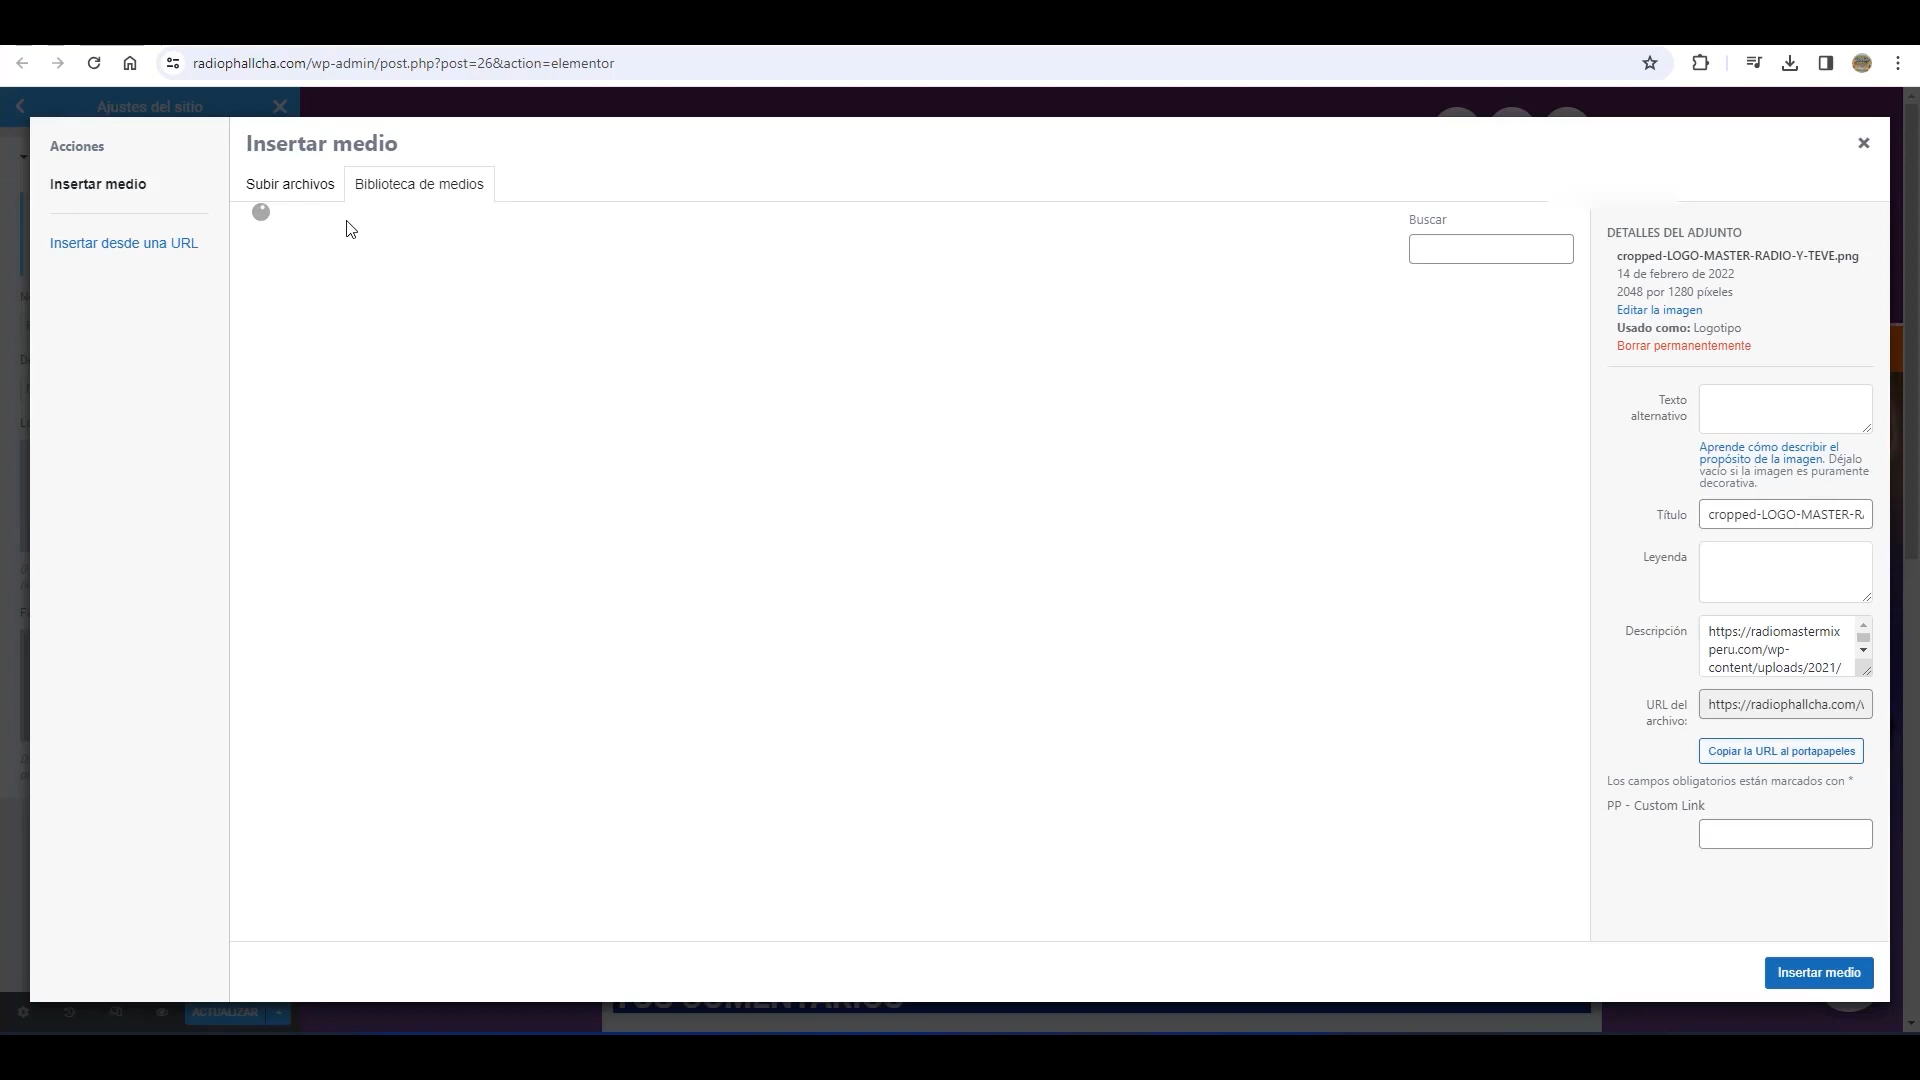 radiophallcha.com/wp-admin/post.php?post=26&action=elementor
Ajustes del sitio
Acciones
Insertar medio
Insertar desde una URL
Insertar medio
Subir archivos
Biblioteca de medios
Buscar
DETALLES DEL ADJUNTO
cropped-LOGO-MASTER-RADIO-Y-TEVE.png
14 de febrero de 2022
2048 por 1280 píxeles
Editar la imagen
Usado como: Logotipo
Borrar permanentemente
Texto
alternativo
Aprende cómo describir el
propósito de la imagen. Déjalo
vacío si la imagen es puramente
decorativa.
Título
cropped-LOGO-MASTER-R
Leyenda
Descripción
https://radiomastermix
peru.com/wp-
content/uploads/2021/
URL del
archivo:
https://radiophallcha.com/
Copiar la URL al portapapeles
Los campos obligatorios están marcados con *
PP - Custom Link
Insertar medio
ACTUALIZAR
TUS COMENTARIOS